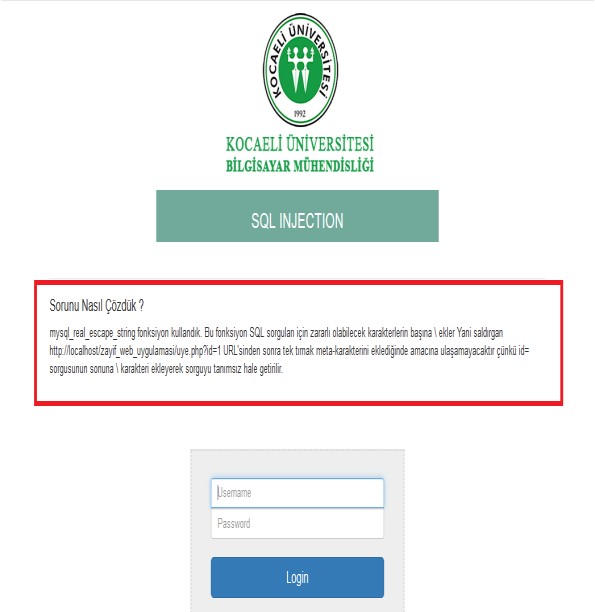 KOCAELİ ÜNİVERSİTESİ
1992
KOCAELİ ÜNİVERSİTESİ
BİLGİSAYAR MÜHENDİSLİĞİ
SQL INJECTION
Sorunu Nasıl Çözdük ?
mysql_real_escape_string fonksiyon kullandık. Bu fonksiyon SQL sorguları için zararlı olabilecek karakterlerin başına \ ekler Yani saldırgan
http://localhost/zayif_web_uygulamasi/uye.php?id=1 URL'sinden sonra tek tırnak meta-karakterini eklediğinde amacına ulaşamayacaktır çünkü id=
sorgusunun sonuna \ karakteri ekleyerek sorguyu tanımsız hale getirilir.
Username
Password
Login